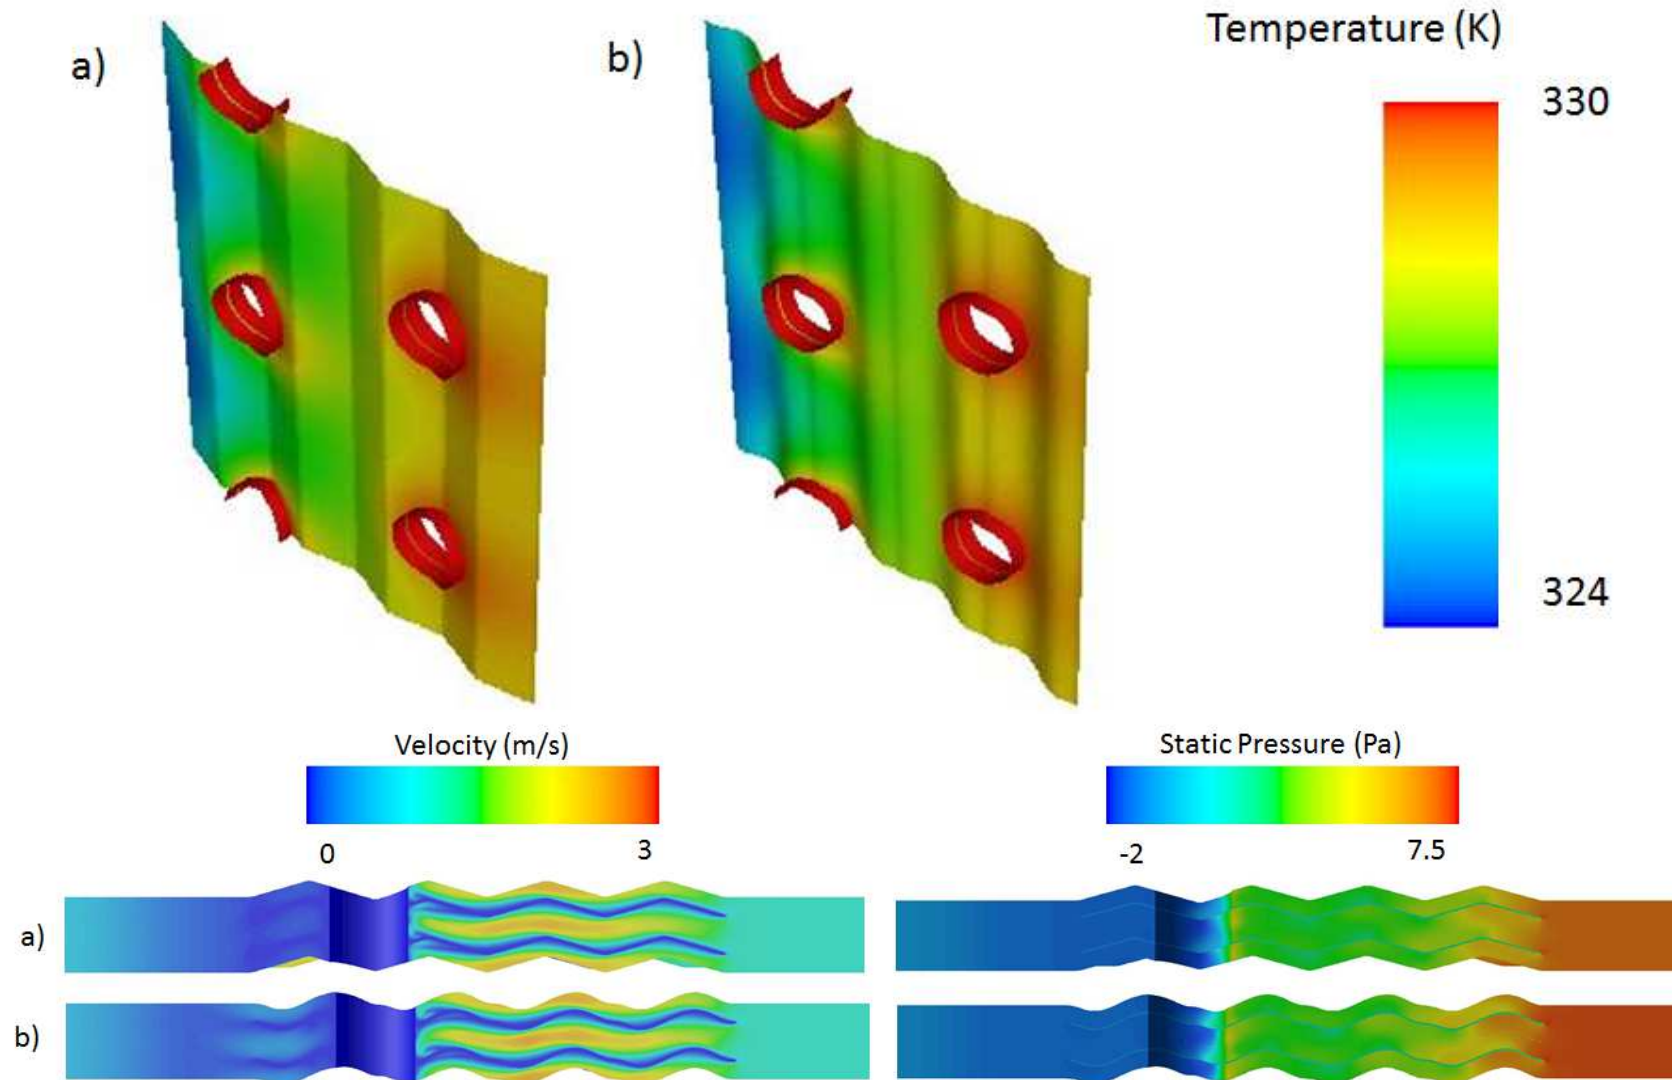 a)
b)
Temperature (K)
330
324
Velocity (m/s)
0
3
Static Pressure (Pa)
-2
7.5
a)
b)